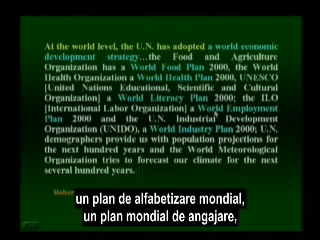 At the world level, the U.N. has adopted a world economic
development strategy…the Food and Agriculture
Organization has a World Food Plan 2000, the World
Health Organization a World Health Plan 2000, UNESCO
[United Nations Educational, Scientific and Cultural
Organization] a World Literacy Plan 2000; the ILO
[International Labor Organization] a World Employment
Plan 2000 and the U.N. Industrial Development
Organization (UNIDO), a World Industry Plan 2000; U.N.
demographers provide us with population projections for
the next hundred years and the World Meteorological
Organization tries to forecast our climate for the next
several hundred years.
Rober
un plan de alfabetizare mondial,
un plan mondial de angajare,